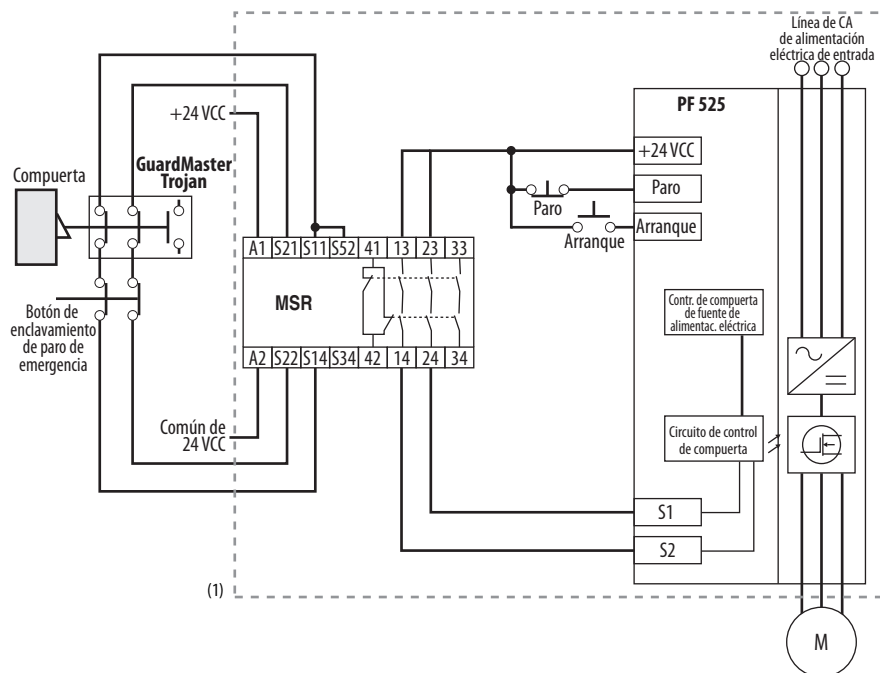 Línea de CA
de alimentación
eléctrica de entrada
PF 525
+24 VCC
GuardMaster
Trojan
Compuerta
+24 VCC
Paro
Paro
Arranque
Arranque
A1 S21 S11 S52 41 13 23 33
MSR
A2 S22 S14 S34 42 14 24 34
Botón de
enclavamiento
de paro de
emergencia
Contr. de compuerta
de fuente de
alimentac. eléctrica
Común de
24 VCC
Circuito de control
de compuerta
S1
S2
(1)
M